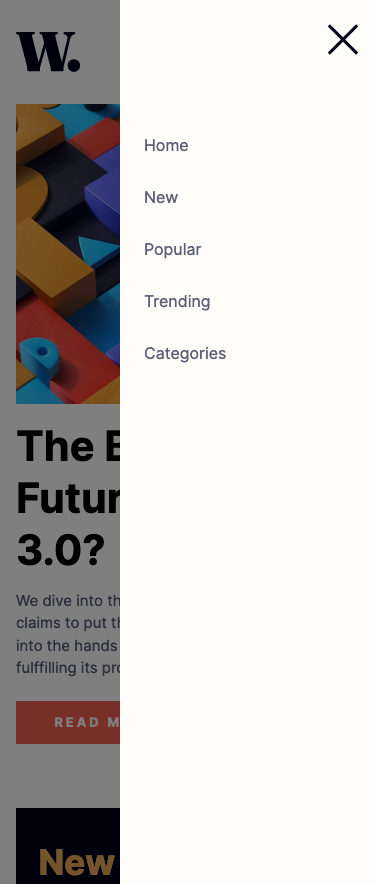 W.
Home
New
Popular
Trending
Categories
The
Futur
3.0?
We dive into th
claims to put th
into the hands
fulffilling its pro
READ M
New